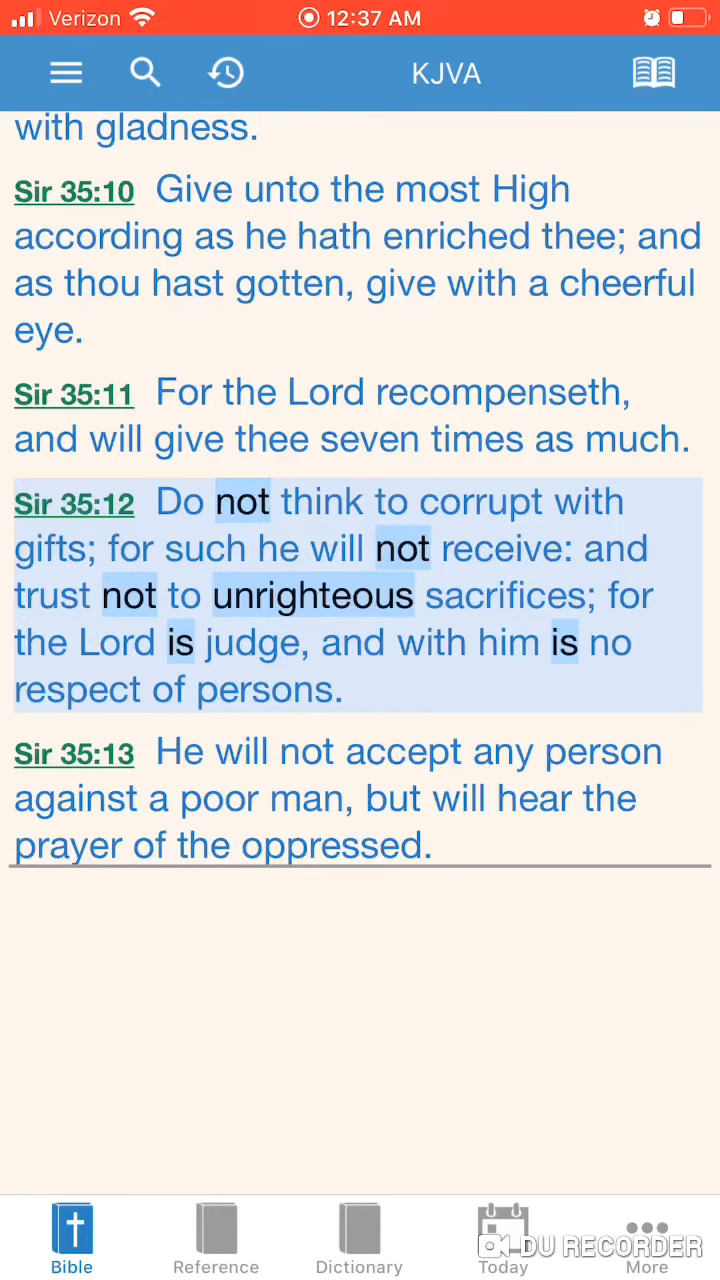 Verizon 12:37 AM
KJVA
with gladness.
Sir 35:10 Give unto the most High
according as he hath enriched thee; and
as thou hast gotten, give with a cheerful
eye.
Sir 35:11 For the Lord recompenseth,
and will give thee seven times as much.
Sir 35:12 Do not think to corrupt with
gifts; for such he will not receive: and
trust not to unrighteous sacrifices; for
the Lord is judge, and with him is no
respect of persons.
Sir 35:13 He will not accept any person
against a poor man, but will hear the
prayer of the oppressed.
DU RECORDER
Bible Reference Dictionary Today More